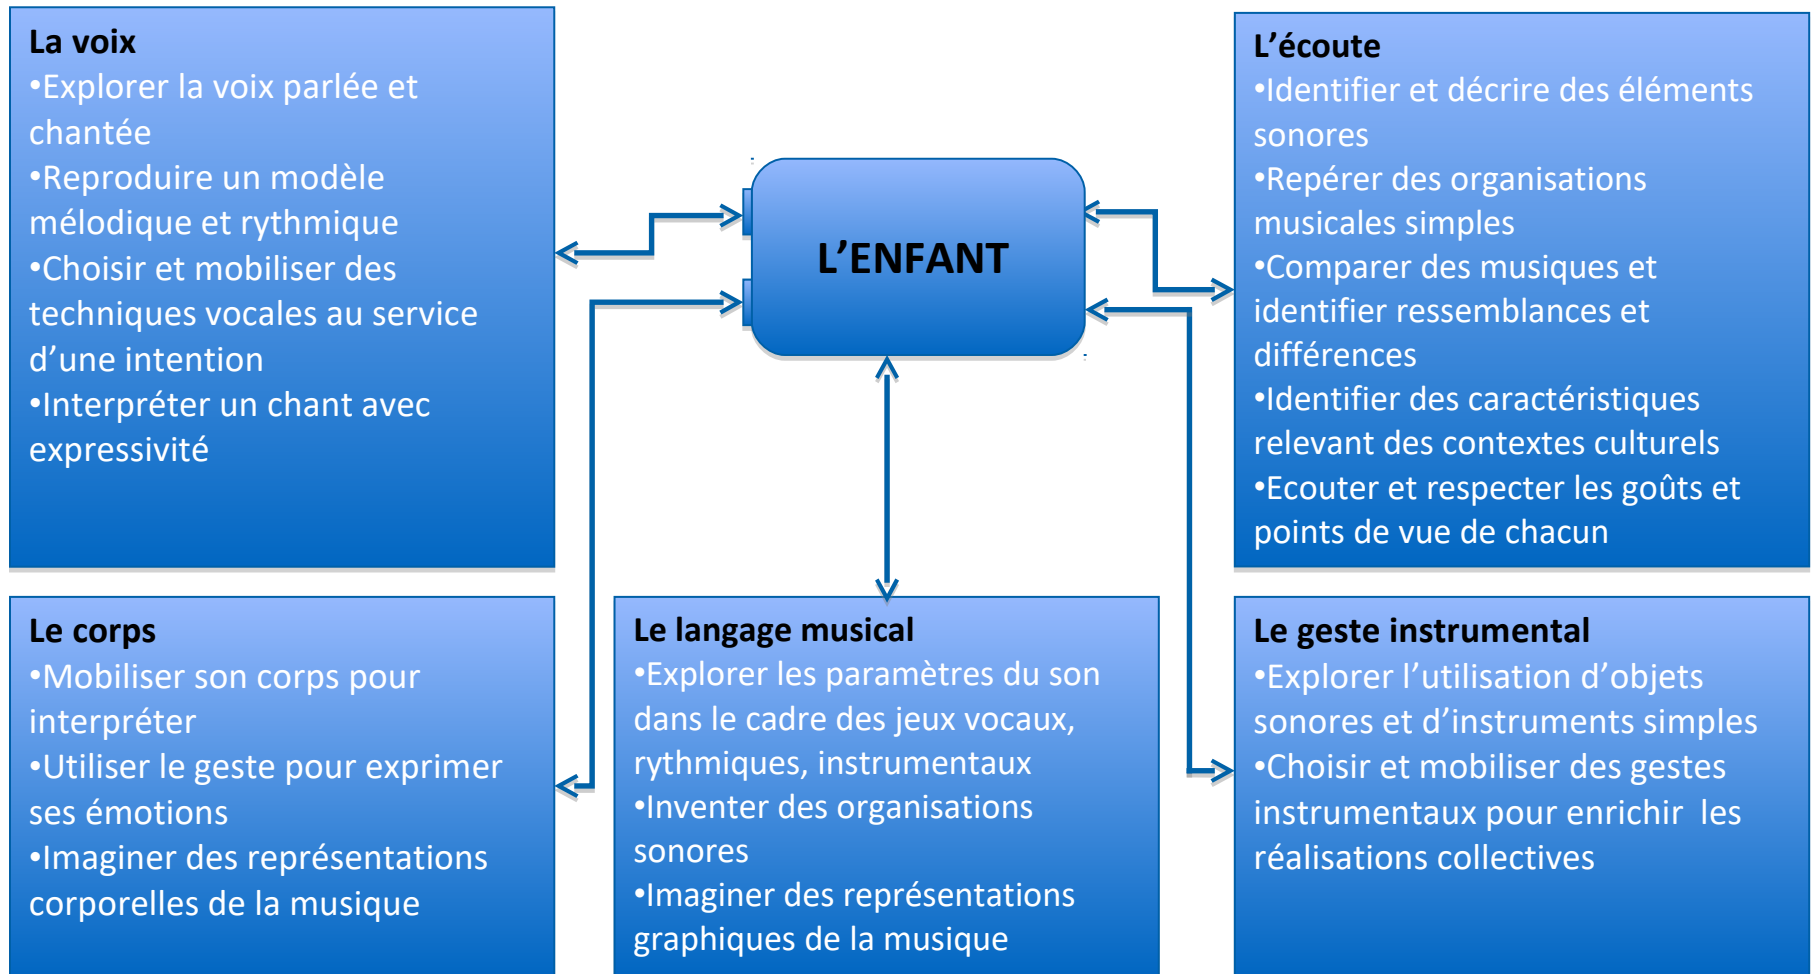 La voix
•Explorer la voix parlée et
chantée
•Reproduire un modèle
mélodique et rythmique
•Choisir et mobiliser des
techniques vocales au service
d’une intention
•Interpréter un chant avec
expressivité
L’ENFANT
L’écoute
•Identifier et décrire des éléments
sonores
•Repérer des organisations
musicales simples
•Comparer des musiques et
identifier ressemblances et
différences
•Identifier des caractéristiques
relevant des contextes culturels
•Ecouter et respecter les goûts et
points de vue de chacun
Le corps
•Mobiliser son corps pour
interpréter
•Utiliser le geste pour exprimer
ses émotions
•Imaginer des représentations
corporelles de la musique
Le langage musical
•Explorer les paramètres du son
dans le cadre des jeux vocaux,
rythmiques, instrumentaux
•Inventer des organisations
sonores
•Imaginer des représentations
graphiques de la musique
Le geste instrumental
•Explorer l’utilisation d’objets
sonores et d’instruments simples
•Choisir et mobiliser des gestes
instrumentaux pour enrichir  les
réalisations collectives